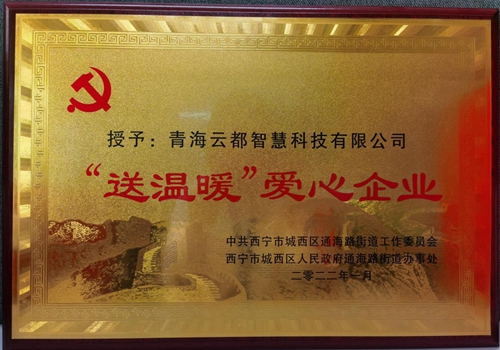 授予：青海云都智慧科技有限公司
“送温暖”爱心企业
中共西宁市城西区通海路街道工作委员会
西宁市城西区人民政府通海路街道办事处
二〇二二年一月